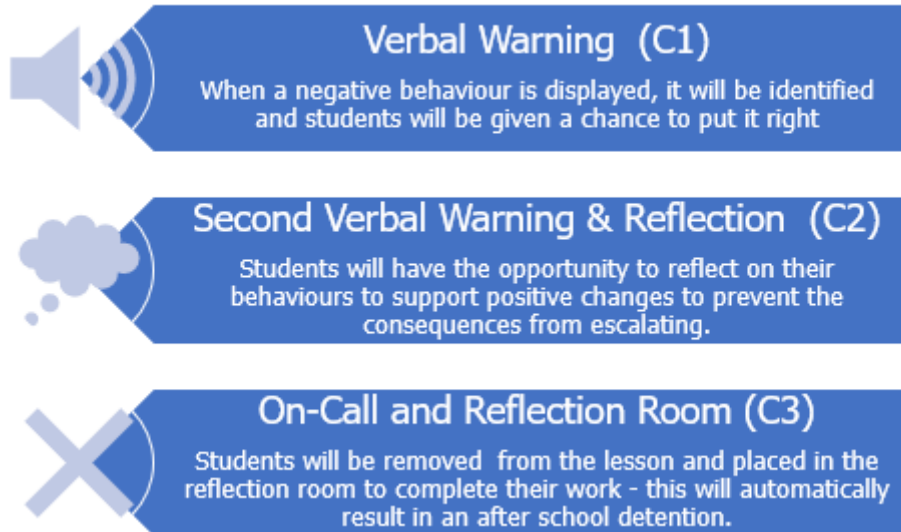 Verbal Warning (C1)
When a negative behaviour is displayed, it will be identified
and students will be given a chance to put it right
Second Verbal Warning & Reflection (C2)
Students will have the opportunity to reflect on their
behaviours to support positive changes to prevent the
consequences from escalating.
On-Call and Reflection Room (C3)
Students will be removed from the lesson and placed in the
reflection room to complete their work - this will automatically
result in an after school detention.